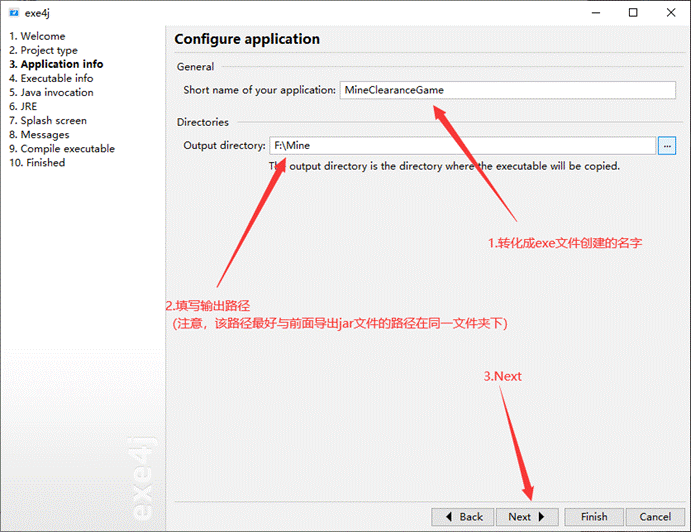 exe4j
1. Welcome
2. Project type
3. Application info
4. Executable info
5. Java invocation
6. JRE
7. Splash screen
8. Messages
9. Compile executable
10. Finished
exe4j
Configure application
General
Short name of your application: MineClearanceGame
Directories
Output directory: F:\Mine ...
The output directory is the directory where the executable will be copied.
1.转化成exe文件创建的名字
2.填写输出路径
（注意，该路径最好与前面导出jar文件的路径在同一文件夹下）
3.Next
Back Next Finish Cancel